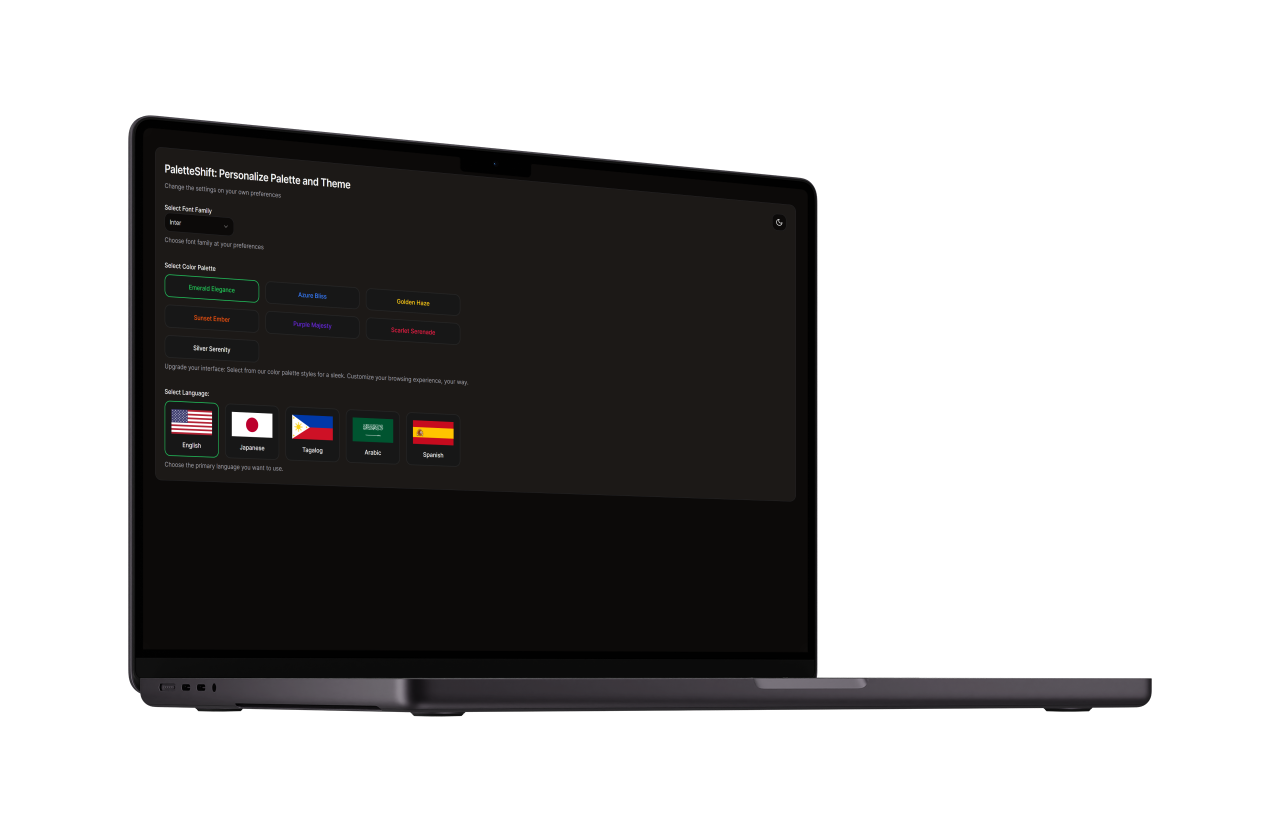 PaletteShift: Personalize Palette and Theme
Change the settings on your own preferences
Select Font Family
Inter
Choose font family at your preferences
Select Color Palette
Emerald Elegance
Azure Bliss
Golden Haze
Sunset Ember
Purple Majesty
Scarlet Serenade
Silver Serenity
Upgrade your interface: Select from our color palette styles for a sleek. Customize your browsing experience, your way.
Select Language:
English
Japanese
Tagalog
Arabic
Spanish
Choose the primary language you want to use.